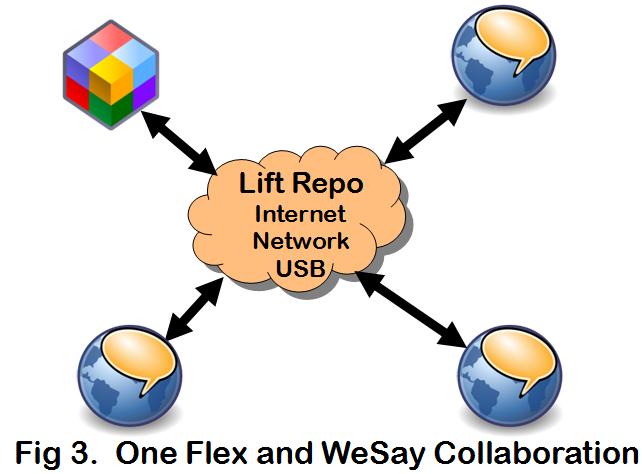 Lift Repo
Internet
Network
USB
Fig 3. One Flex and WeSay Collaboration